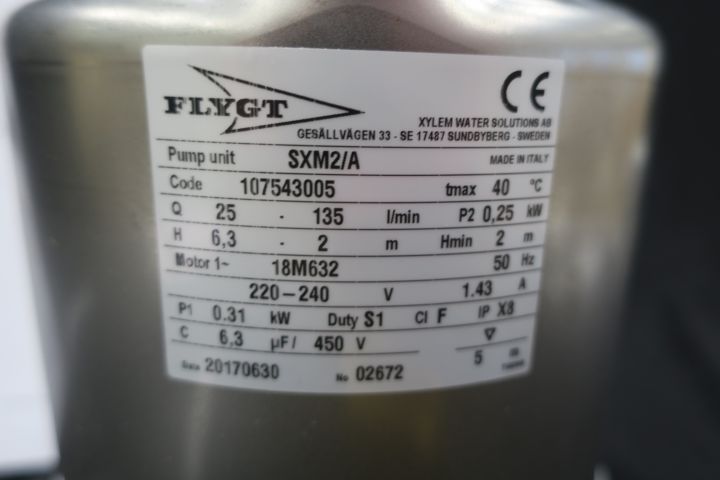 FLYGT
CE
XYLEM WATER SOLUTIONS AB
GESÄLLVÄGEN 33 - SE 17487 SUNDBYBERG - SWEDEN
Pump unit SXM2/A MADE IN ITALY
Code 107543005 tmax 40 °C
Q 25 - 135 l/min P2 0,25 kW
H 6,3 - 2 m Hmin 2 m
Motor 1~ 18M632 50 Hz
220-240 V 1.43 A
P1 0.31 kW Duty S1 Cl F IP X8
C 6,3 µF/ 450 V 5
Date 20170630 No 02672